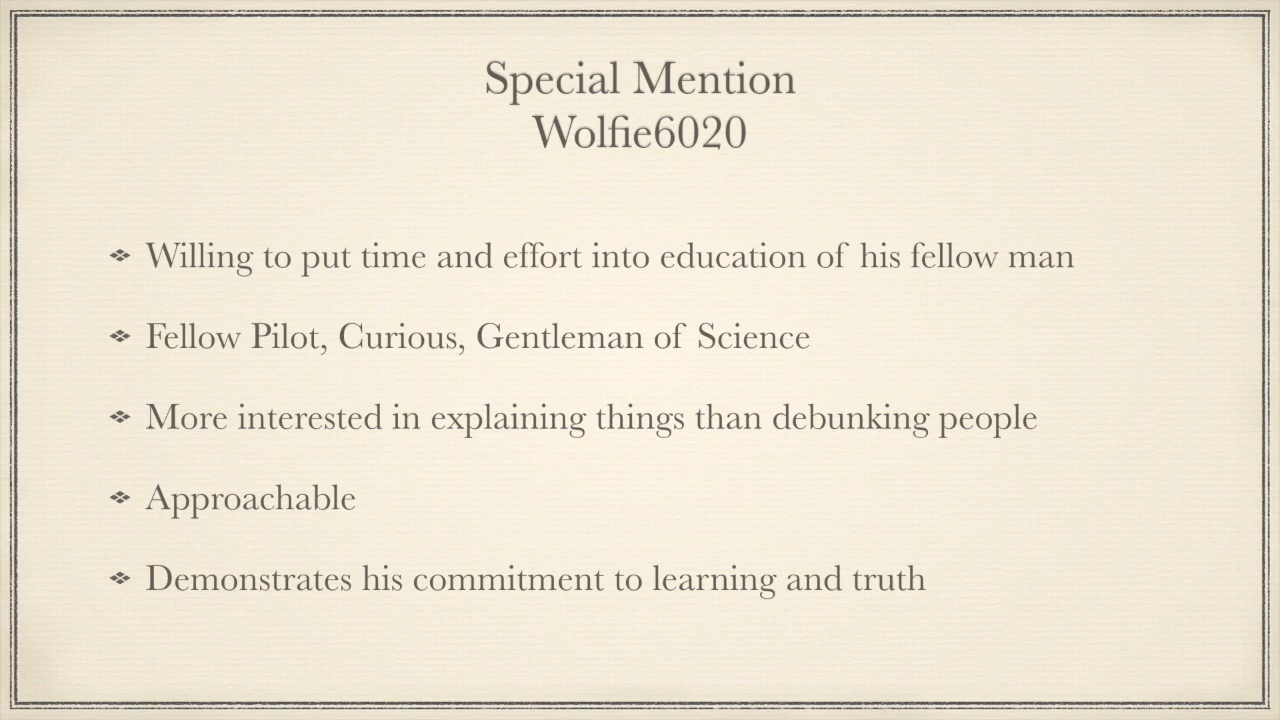 Special Mention
Wolfie6020
Willing to put time and effort into education of his fellow man
Fellow Pilot, Curious, Gentleman of Science
More interested in explaining things than debunking people
Approachable
Demonstrates his commitment to learning and truth